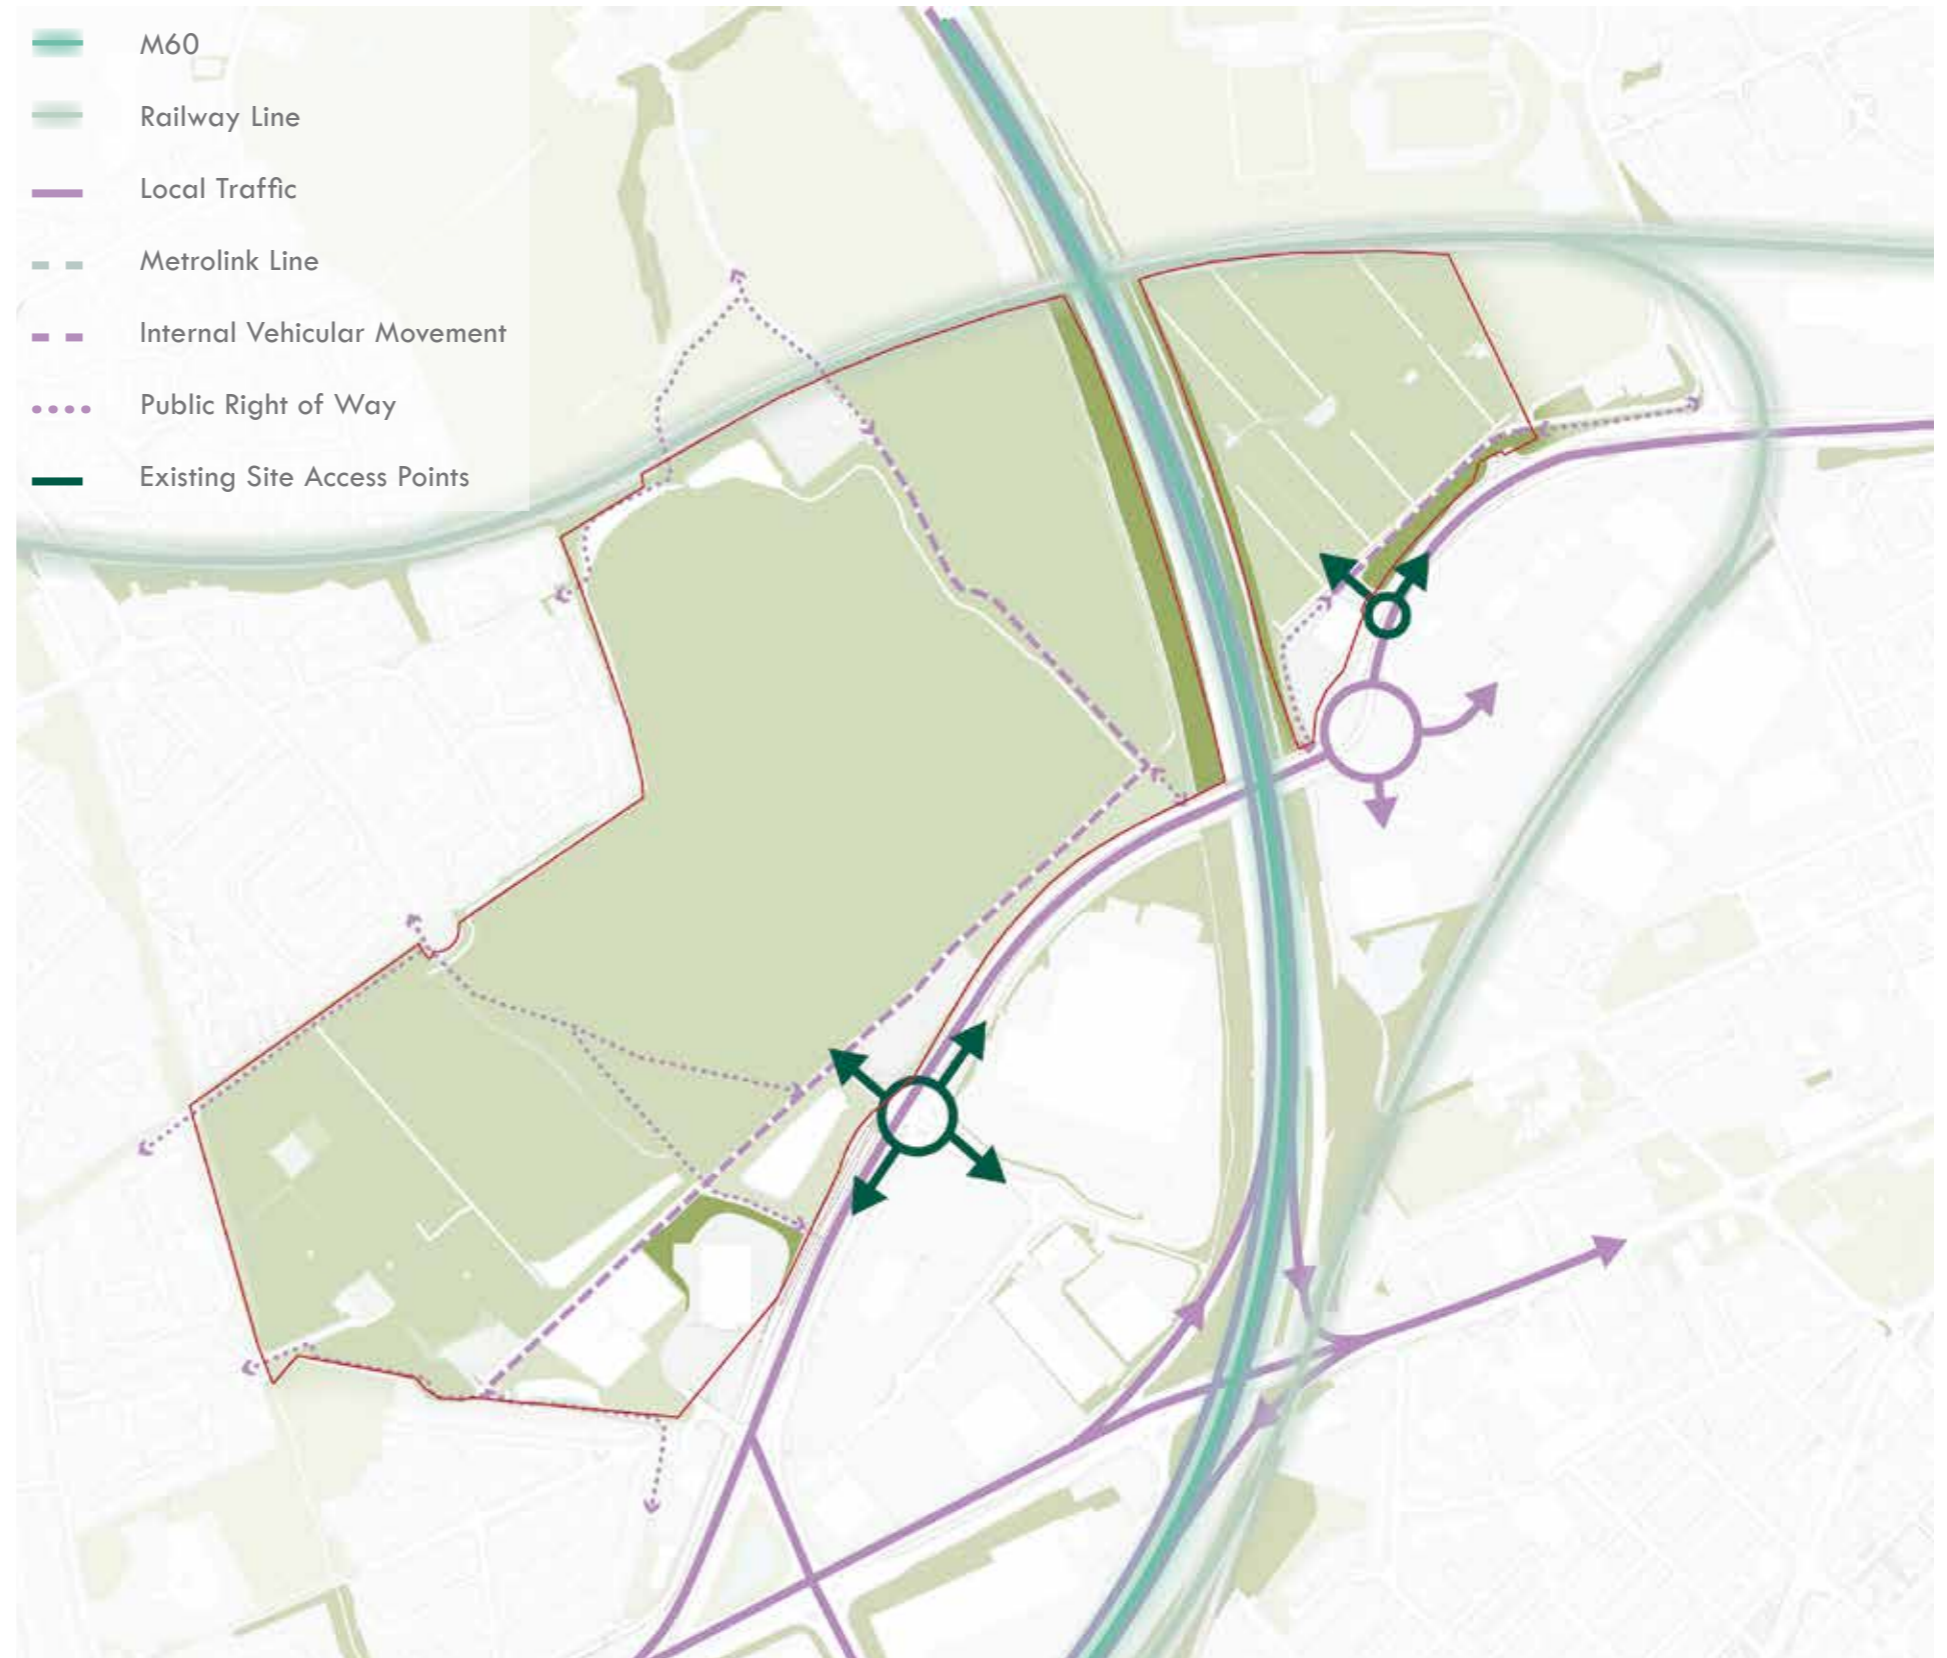 M60
Railway Line
Local Traffic
Metrolink Line
Internal Vehicular Movement
Public Right of Way
Existing Site Access Points